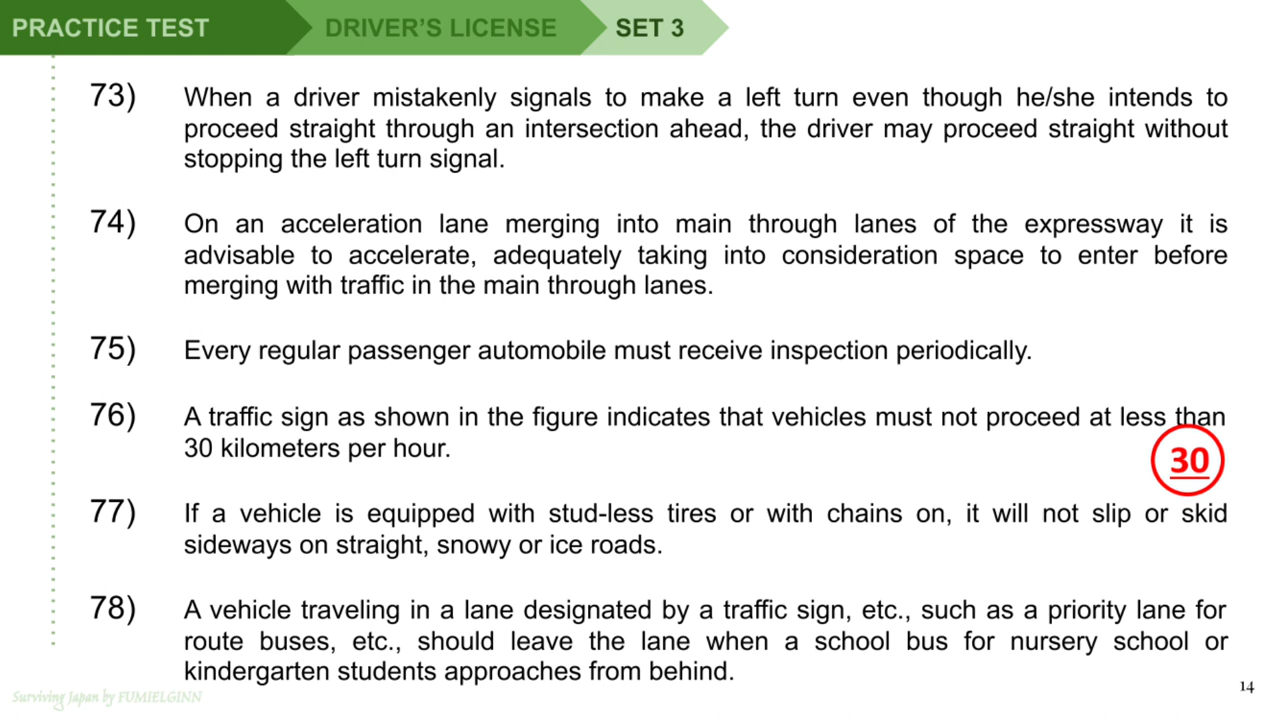 PRACTICE TEST DRIVER'S LICENSE SET 3
73) When a driver mistakenly signals to make a left turn even though he/she intends to
proceed straight through an intersection ahead, the driver may proceed straight without
stopping the left turn signal.
74) On an acceleration lane merging into main through lanes of the expressway it is
advisable to accelerate, adequately taking into consideration space to enter before
merging with traffic in the main through lanes.
75) Every regular passenger automobile must receive inspection periodically.
76) A traffic sign as shown in the figure indicates that vehicles must not proceed at less than
30 kilometers per hour.
30
77) If a vehicle is equipped with stud-less tires or with chains on, it will not slip or skid
sideways on straight, snowy or ice roads.
78) A vehicle traveling in a lane designated by a traffic sign, etc., such as a priority lane for
route buses, etc., should leave the lane when a school bus for nursery school or
kindergarten students approaches from behind.
Surviving Japan by FUMIELGINN
14